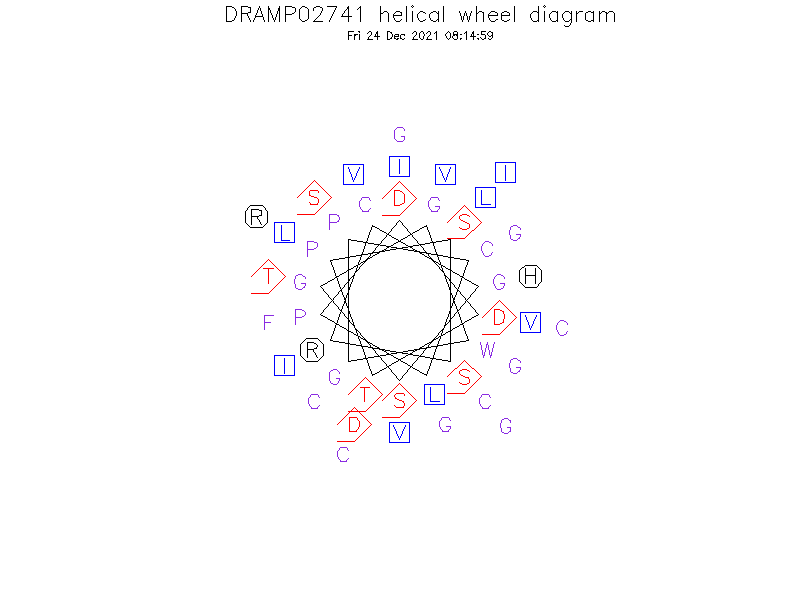 DRAMP02741 helical wheel diagram
Fri 24 Dec 2021 08:14:59
G
I
V V I
S D L
C G
R P S
L G
P C
T G G H
F P D V C
R W
I G
G S
T L
C S C
D G G
V
C